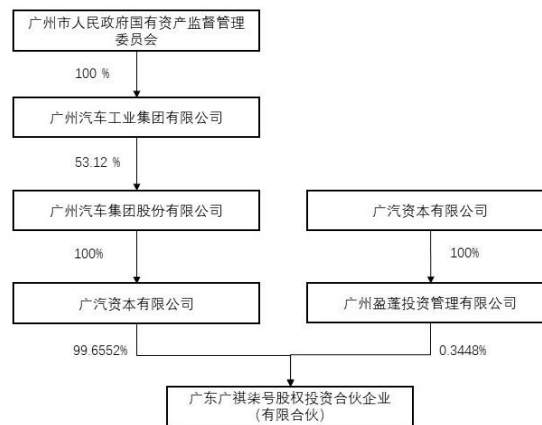 广州市人民政府国有资产监督管理
委员会
100 %
广州汽车工业集团有限公司
53.12 %
广州汽车集团股份有限公司
广汽资本有限公司
100%
100%
广汽资本有限公司
广州盈蓬投资管理有限公司
99.6552%
0.3448%
广东广祺柒号股权投资合伙企业
（有限合伙）